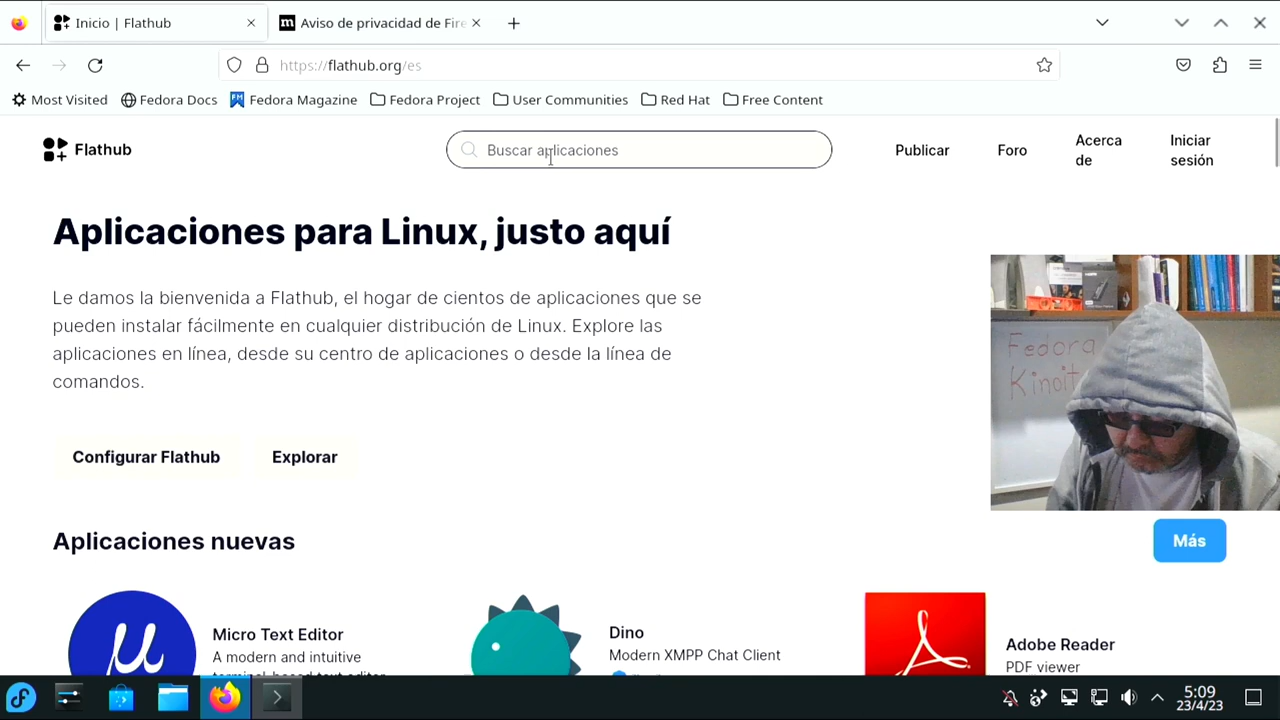 Inicio | Flathub
Aviso de privacidad de Fire
https://flathub.org/es
Most Visited
Fedora Docs
Fedora Magazine
Fedora Project
User Communities
Red Hat
Free Content
Flathub
Buscar aplicaciones
Publicar
Foro
Acerca
de
Iniciar
sesión
Aplicaciones para Linux, justo aquí
Le damos la bienvenida a Flathub, el hogar de cientos de aplicaciones que se
pueden instalar fácilmente en cualquier distribución de Linux. Explore las
aplicaciones en línea, desde su centro de aplicaciones o desde la línea de
comandos.
Fedora
Kinoit
Configurar Flathub
Explorar
Aplicaciones nuevas
Más
Micro Text Editor
A modern and intuitive
terminal-based text editor
Dino
Modern XMPP Chat Client
Adobe Reader
PDF viewer
5:09
23/4/23